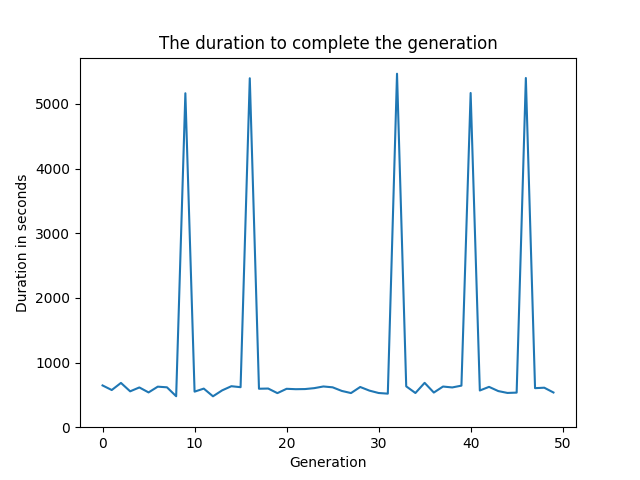 The duration to complete the generation
Duration in seconds
5000
4000
3000
2000
1000
0
0 10 20 30 40 50
Generation